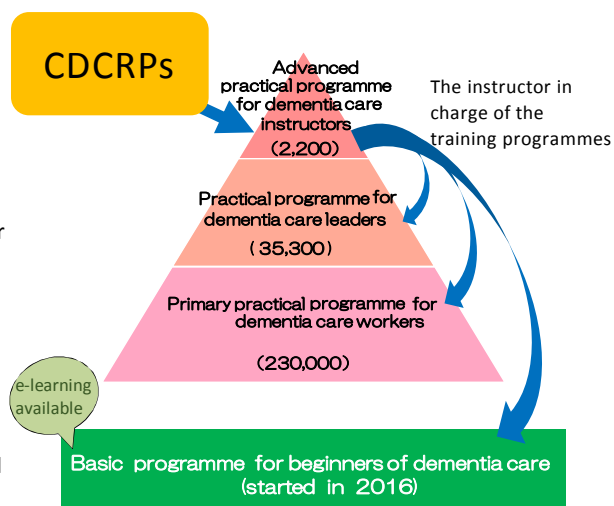 CDCRPs
Advanced
practical programme
for dementia care
instructors
(2,200)
The instructor in
charge of the
training programmes
Practical programme for
dementia care leaders
( 35,300)
r
Primary practical programme for
dementia care workers
(230,000)
e-learning
available
Basic programme for beginners of dementia care
(started in 2016)